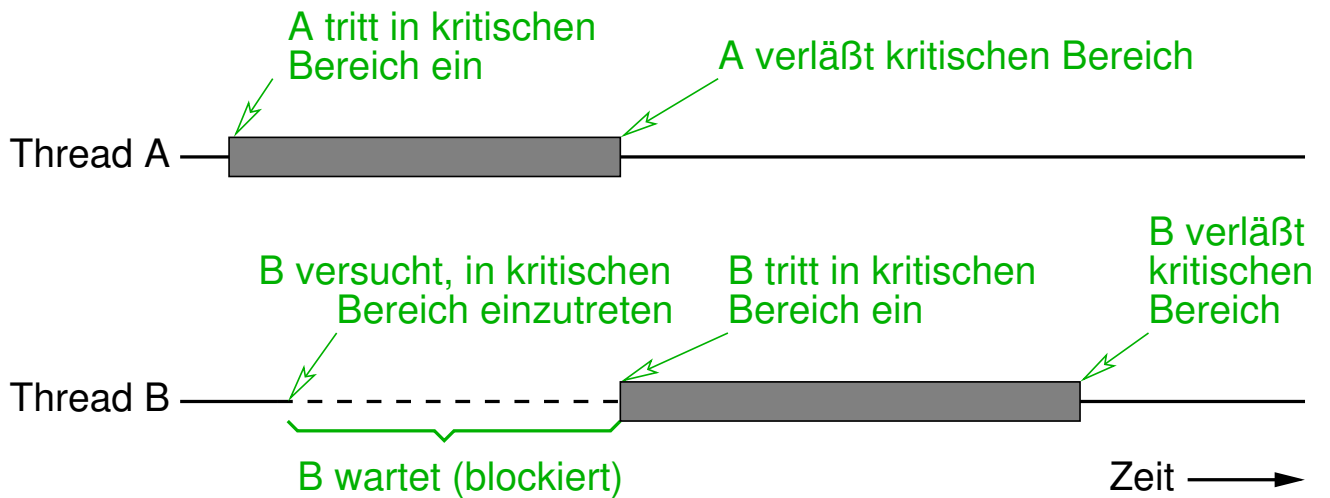 A tritt in kritischen
Bereich ein
A verläßt kritischen Bereich
Thread A
B versucht, in kritischen
Bereich einzutreten
B tritt in kritischen
Bereich ein
B verläßt
kritischen
Bereich
Thread B
B wartet (blockiert)
Zeit